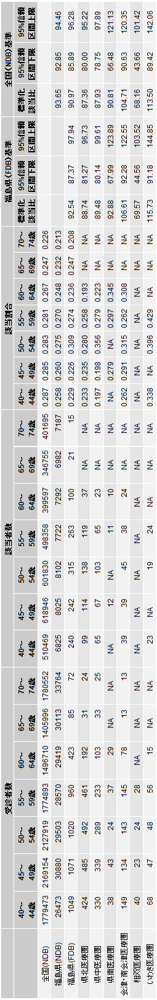 受診者数 該当者数 該当割合 福島県(FDB)基準 全国(NDB)基準
40～ 45～ 50～ 55～ 60～ 65～ 70～ 40～ 45～ 50～ 55～ 60～ 65～ 70～ 40～ 45～ 50～ 55～ 60～ 65～ 70～ 標準化 95%信頼 95%信頼 標準化 95%信頼 95%信頼
44歳 49歳 54歳 59歳 64歳 69歳 74歳 44歳 49歳 54歳 59歳 64歳 69歳 74歳 44歳 49歳 54歳 59歳 64歳 69歳 74歳 該当比 区間下限 区間上限 該当比 区間下限 区間上限
全国(NDB) 1779473 2169154 2127919 1774893 1496710 1405996 1780552 510469 618946 601830 498358 399597 346755 401695 0.287 0.285 0.283 0.281 0.267 0.247 0.226
福島県(NDB) 26473 30880 29503 28570 29419 30113 33764 6825 8025 8102 7722 7292 6982 7187 0.258 0.260 0.275 0.270 0.248 0.232 0.213 93.65 92.85 94.46
福島県(FDB) 1049 1071 1020 960 423 85 72 240 242 315 263 100 21 15 0.229 0.226 0.309 0.274 0.236 0.247 0.208 92.54 87.37 97.94 90.97 85.89 96.28
県北医療圏 424 485 492 461 192 31 24 99 114 138 119 37 NA NA 0.233 0.235 0.280 0.258 0.193 NA NA 88.74 81.27 96.73 87.36 80.00 95.22
県中医療圏 330 339 289 233 103 33 25 65 67 103 65 23 NA NA 0.197 0.198 0.356 0.279 0.223 NA NA 89.48 80.14 99.61 87.93 78.75 97.89
県南医療圏 38 43 24 37 29 NA NA NA 12 NA 11 10 NA NA NA 0.279 NA 0.297 0.345 NA NA 92.88 67.99 123.89 90.81 66.48 121.13
会津・南会津医療圏 149 134 143 145 78 13 13 39 39 45 38 24 NA NA 0.262 0.291 0.315 0.262 0.308 NA NA 106.61 92.28 122.55 104.71 90.63 120.35
相双医療圏 40 23 24 28 NA NA NA NA NA NA NA NA NA NA NA NA NA NA NA NA NA 69.57 44.56 103.52 68.16 43.66 101.42
いわき医療圏 68 47 48 56 15 NA NA 23 NA 19 24 NA NA NA 0.338 NA 0.396 0.429 NA NA NA 115.73 91.18 144.85 113.50 89.42 142.06